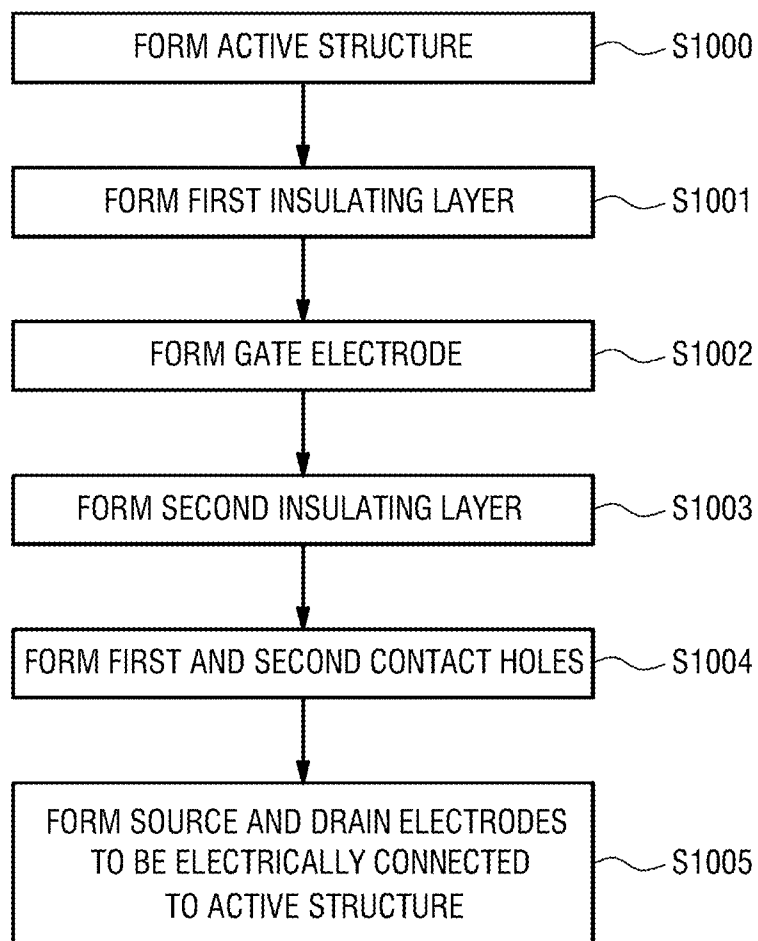 FORM ACTIVE STRUCTURE S1000
FORM FIRST INSULATING LAYER S1001
FORM GATE ELECTRODE S1002
FORM SECOND INSULATING LAYER S1003
FORM FIRST AND SECOND CONTACT HOLES S1004
FORM SOURCE AND DRAIN ELECTRODES
TO BE ELECTRICALLY CONNECTED S1005
TO ACTIVE STRUCTURE